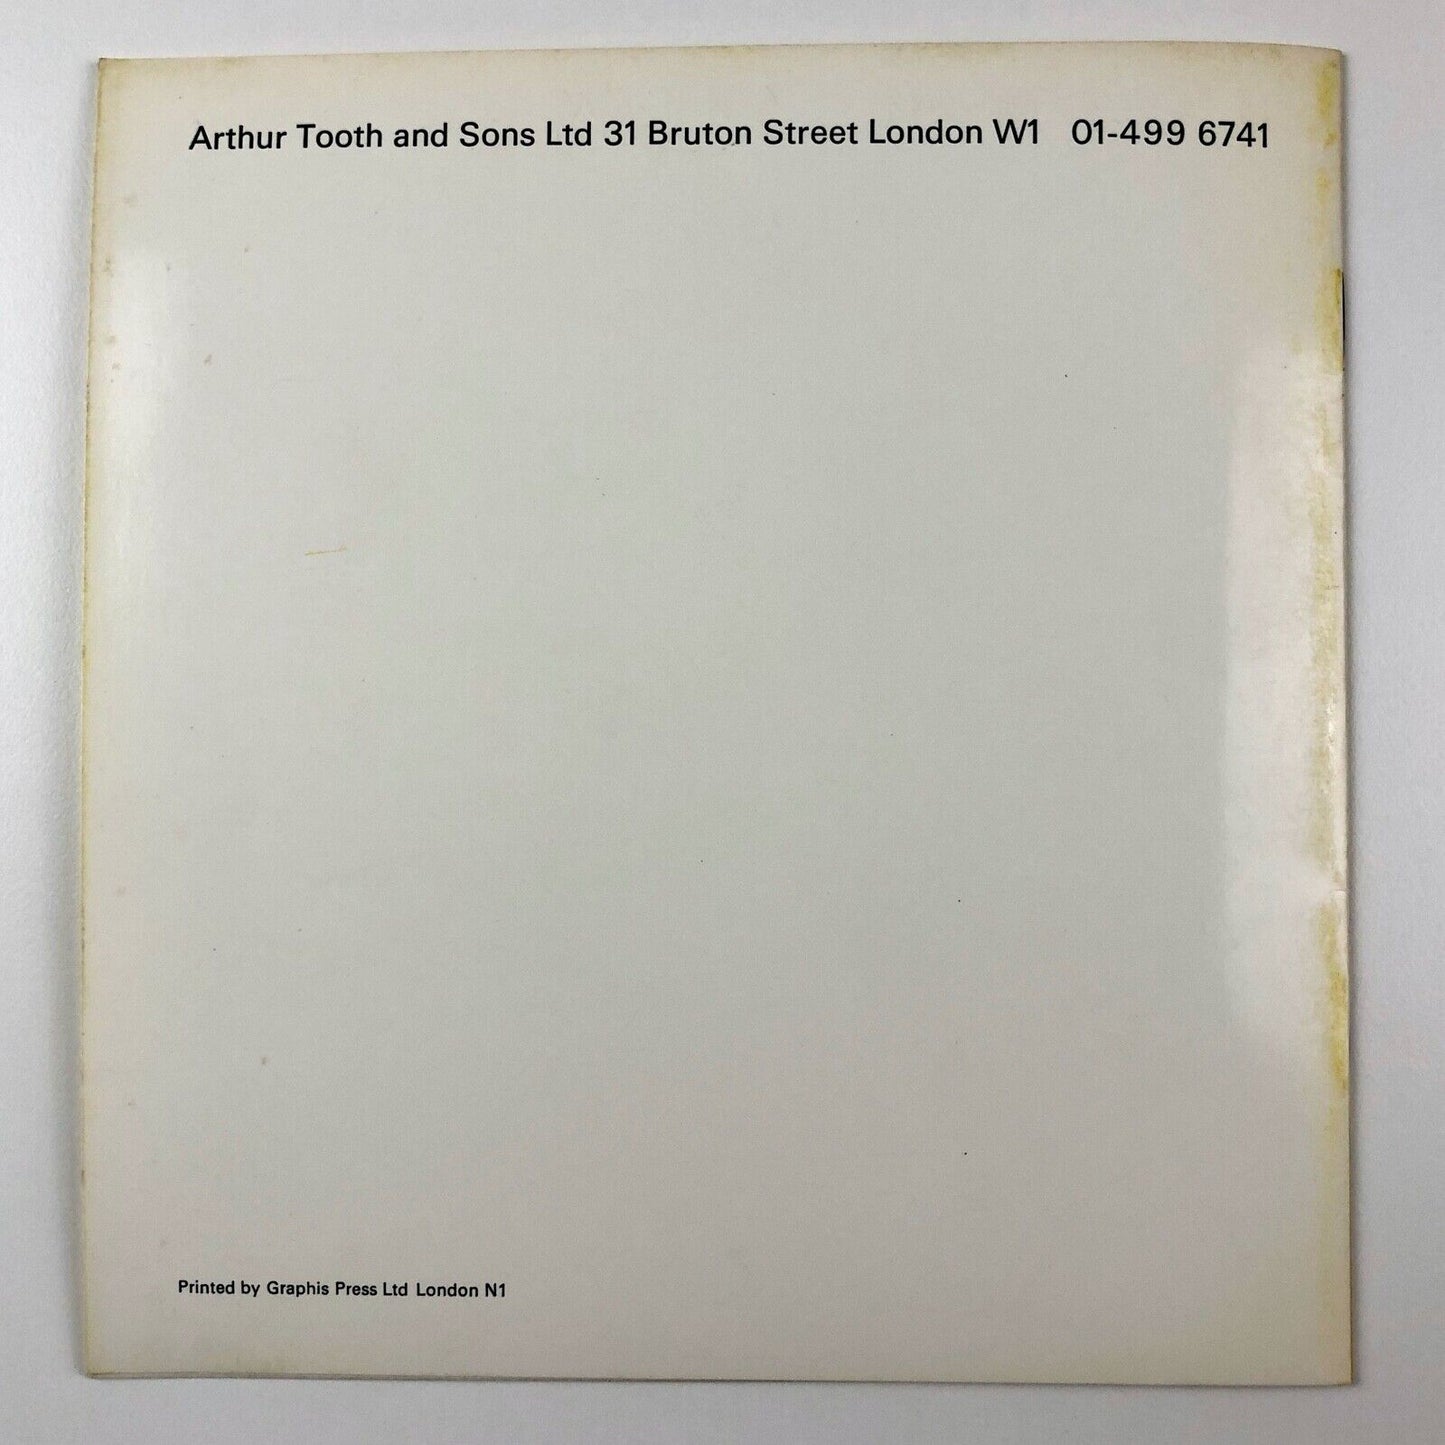 Arthur Tooth and Sons Ltd 31 Bruton Street London W1 01-499 6741
Printed by Graphis Press Ltd London N1